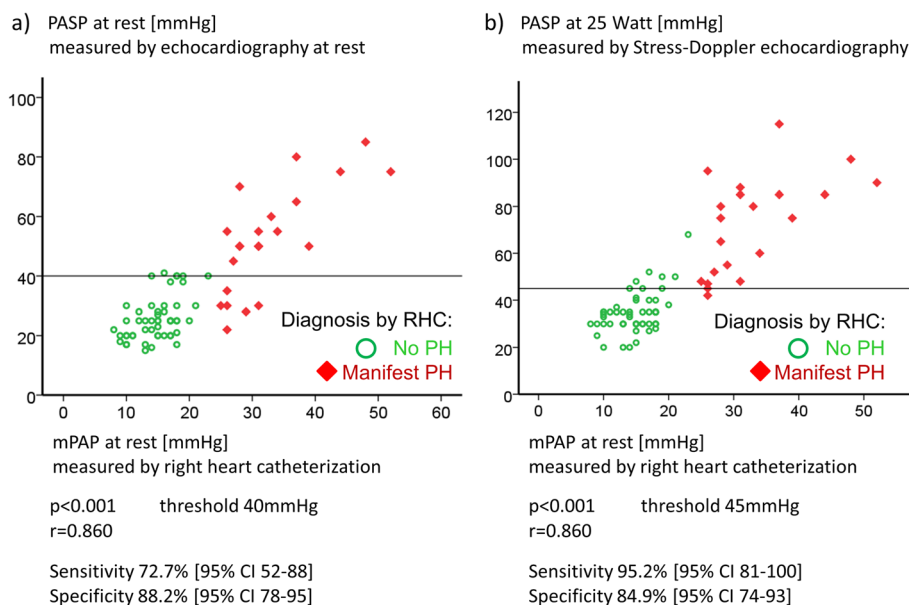 a) PASP at rest [mmHg]
measured by echocardiography at rest
100
80
60
40
20
0
0 10 20 30 40 50 60
Diagnosis by RHC:
No PH
Manifest PH
mPAP at rest [mmHg]
measured by right heart catheterization
p<0.001 threshold 40mmHg
r=0.860
Sensitivity 72.7% [95% CI 52-88]
Specificity 88.2% [95% CI 78-95]
b) PASP at 25 Watt [mmHg]
measured by Stress-Doppler echocardiography
120
100
80
60
40
20
0
0 10 20 30 40 50
Diagnosis by RHC:
No PH
Manifest PH
mPAP at rest [mmHg]
measured by right heart catheterization
p<0.001 threshold 45mmHg
r=0.860
Sensitivity 95.2% [95% CI 81-100]
Specificity 84.9% [95% CI 74-93]